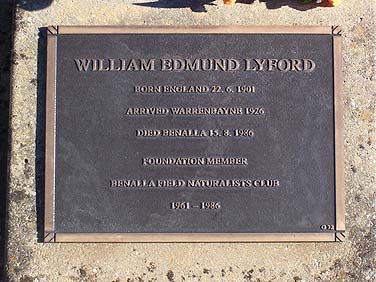 WILLIAM EDMUND LYFORD
BORN ENGLAND 22. 6. 1901
ARRIVED WARRENBAYNE 1926
DIED BENALLA 15. 8. 1986
FOUNDATION MEMBER
BENALLA FIELD NATURALISTS CLUB
1961 – 1986